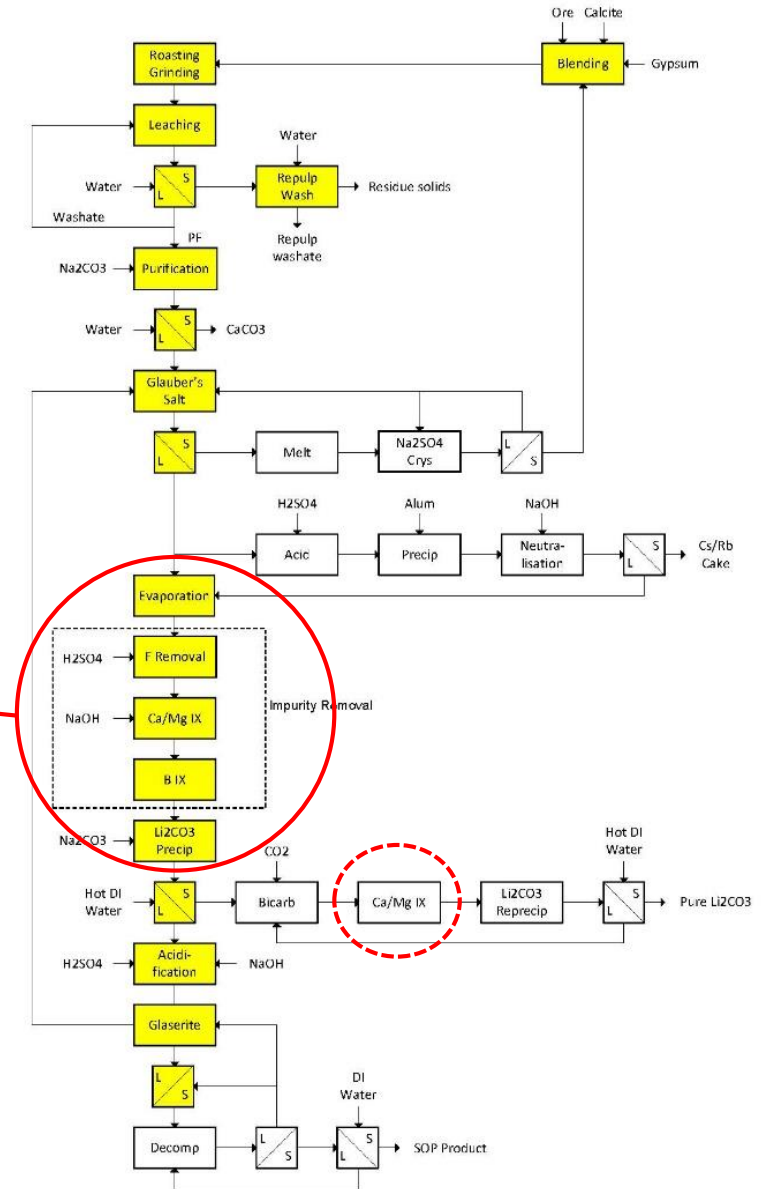 Ore Calcite
Roasting
Grinding
Blending
Gypsum
Leaching
Water
Water
S
L
Repulp
Wash
Residue solids
Washate
PF
Repulp
washate
Na2CO3
Purification
Water
S
L
CaCO3
Glauber's
Salt
S
L
Melt
Na2SO4
Crys
L
S
H2SO4
Alum
NaOH
Acid
Precip
Neutra-
lisation
S
L
Cs/Rb
Cake
Evaporation
H2SO4
F Removal
Impurity Removal
NaOH
Ca/Mg IX
B IX
Na2CO3
Li2CO3
Precip
CO2
Hot DI
Water
Hot DI
Water
S
L
Bicarb
Ca/Mg IX
Li2CO3
Reprecip
S
L
Pure Li2CO3
H2SO4
Acidi-
fication
NaOH
Glaserite
L
S
DI
Water
Decomp
L
S
S
L
SOP Product